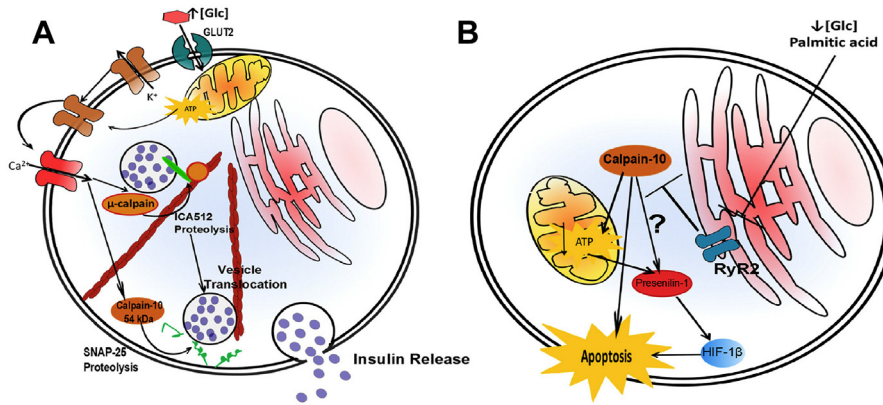 A
↑[Glc]
GLUT2
K⁺
ATP
Ca²⁺
μ-calpain
ICA512
Proteolysis
Vesicle
Translocation
Calpain-10
54 kDa
SNAP-25
Proteolysis
Insulin Release
B
↓[Glc]
Palmitic acid
Calpain-10
?
ATP
RyR2
Presenilin-1
Apoptosis
HIF-1β